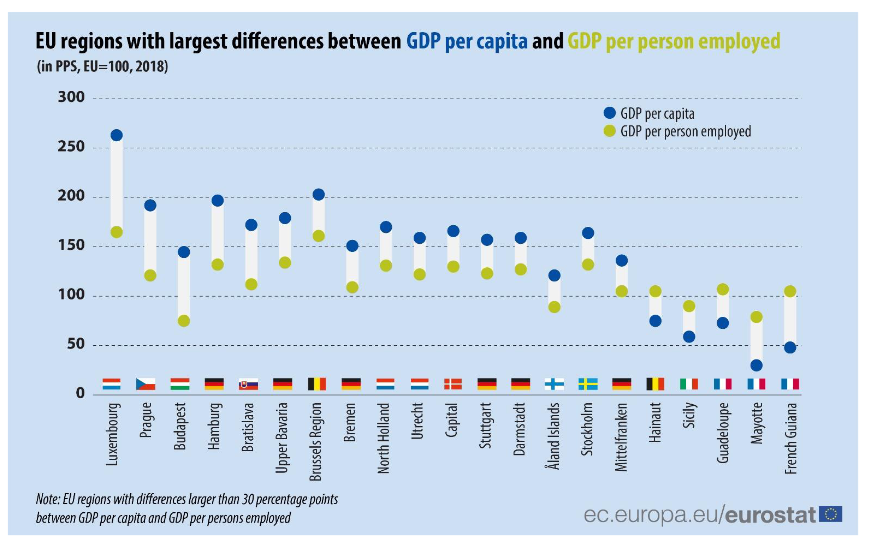 EU regions with largest differences between GDP per capita and GDP per person employed
(in PPS, EU=100, 2018)
300
GDP per capita
GDP per person employed
250
200
150
100
50
0
Luxembourg
Prague
Budapest
Hamburg
Bratislava
Upper Bavaria
Brussels Region
Bremen
North Holland
Utrecht
Capital
Stuttgart
Darmstadt
Åland Islands
Stockholm
Mittelfranken
Hainaut
Sicily
Guadeloupe
Mayotte
French Guiana
Note: EU regions with differences larger than 30 percentage points
between GDP per capita and GDP per persons employed
ec.europa.eu/eurostat